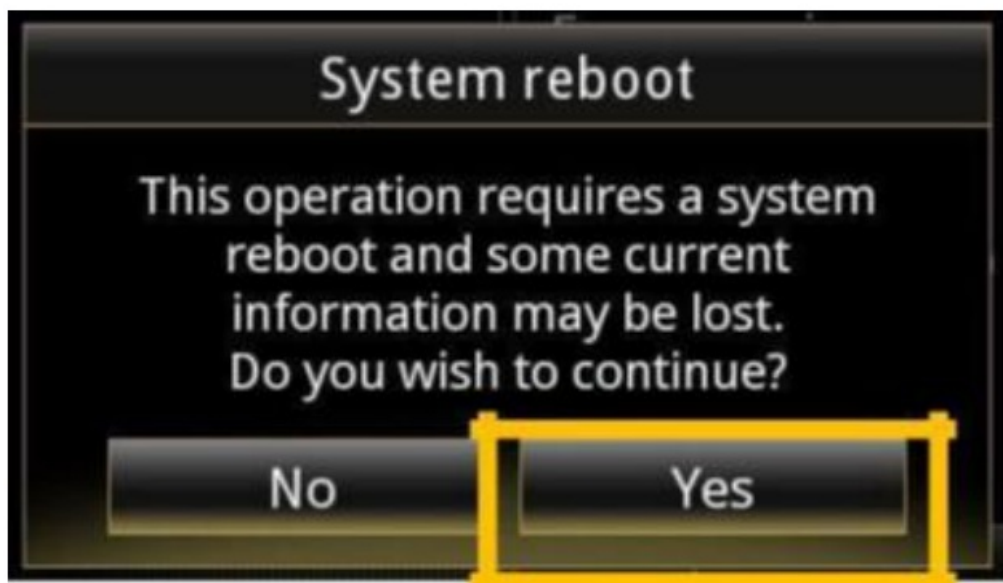 System reboot
This operation requires a system
reboot and some current
information may be lost.
Do you wish to continue?
No
Yes